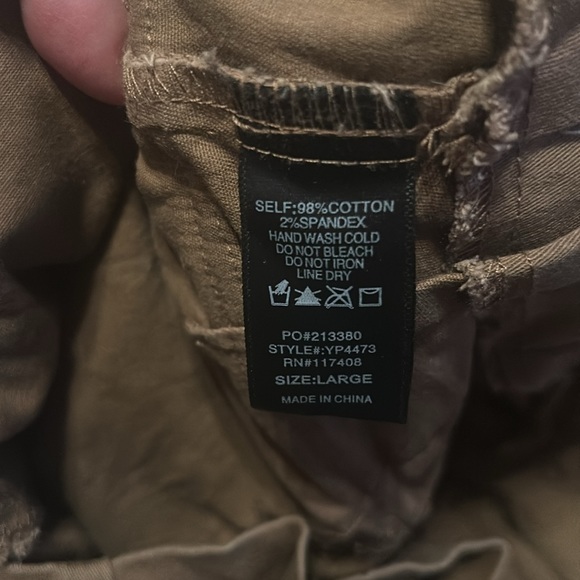 SELF:98%COTTON
2%SPANDEX
HAND WASH COLD
DO NOT BLEACH
DO NOT IRON
LINE DRY
PO#213380
STYLE#:YP4473
RN#117408
SIZE:LARGE
MADE IN CHINA